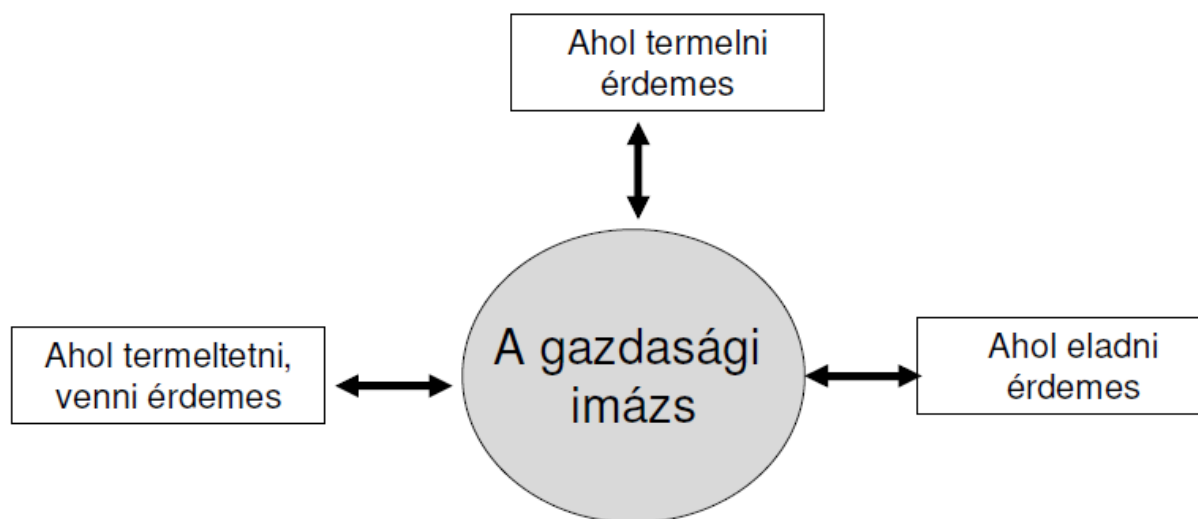 Ahol termelni
érdemes
Ahol termeltetni,
venni érdemes
A gazdasági
imázs
Ahol eladni
érdemes